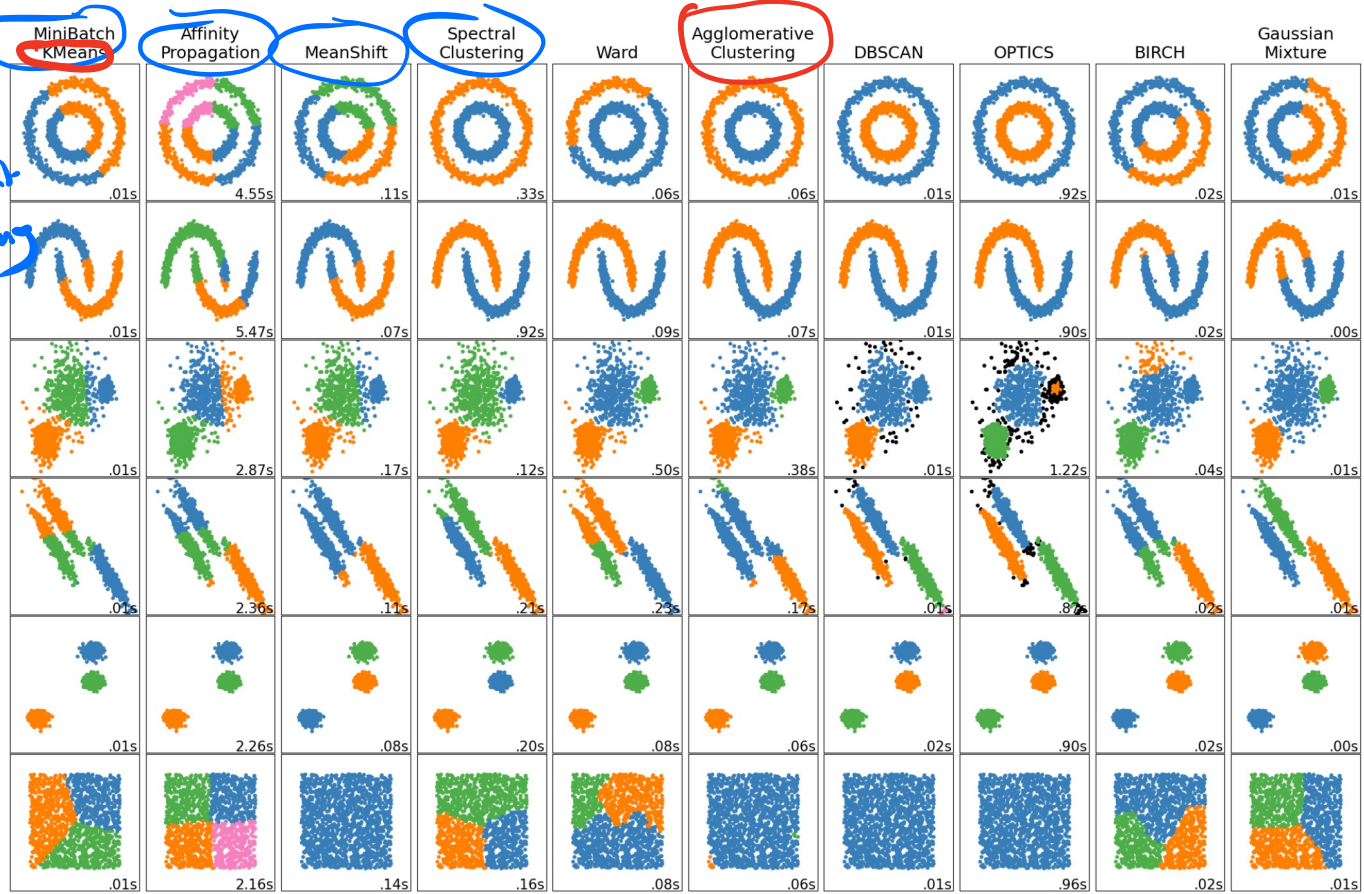 MiniBatch KMeans Affinity Propagation MeanShift Spectral Clustering Ward Agglomerative Clustering DBSCAN OPTICS BIRCH Gaussian Mixture
.01s 4.55s .11s .33s .06s .06s .01s .92s .02s .01s
.01s 5.47s .07s .92s .09s .07s .01s .90s .02s .00s
.01s 2.87s .17s .12s .50s .38s .01s 1.22s .04s .01s
.01s 2.36s .11s .21s .23s .17s .01s .02s .01s
.01s 2.26s .08s .20s .08s .06s .02s .90s .02s .00s
.01s 2.16s .14s .16s .08s .06s .01s .96s .02s .01s